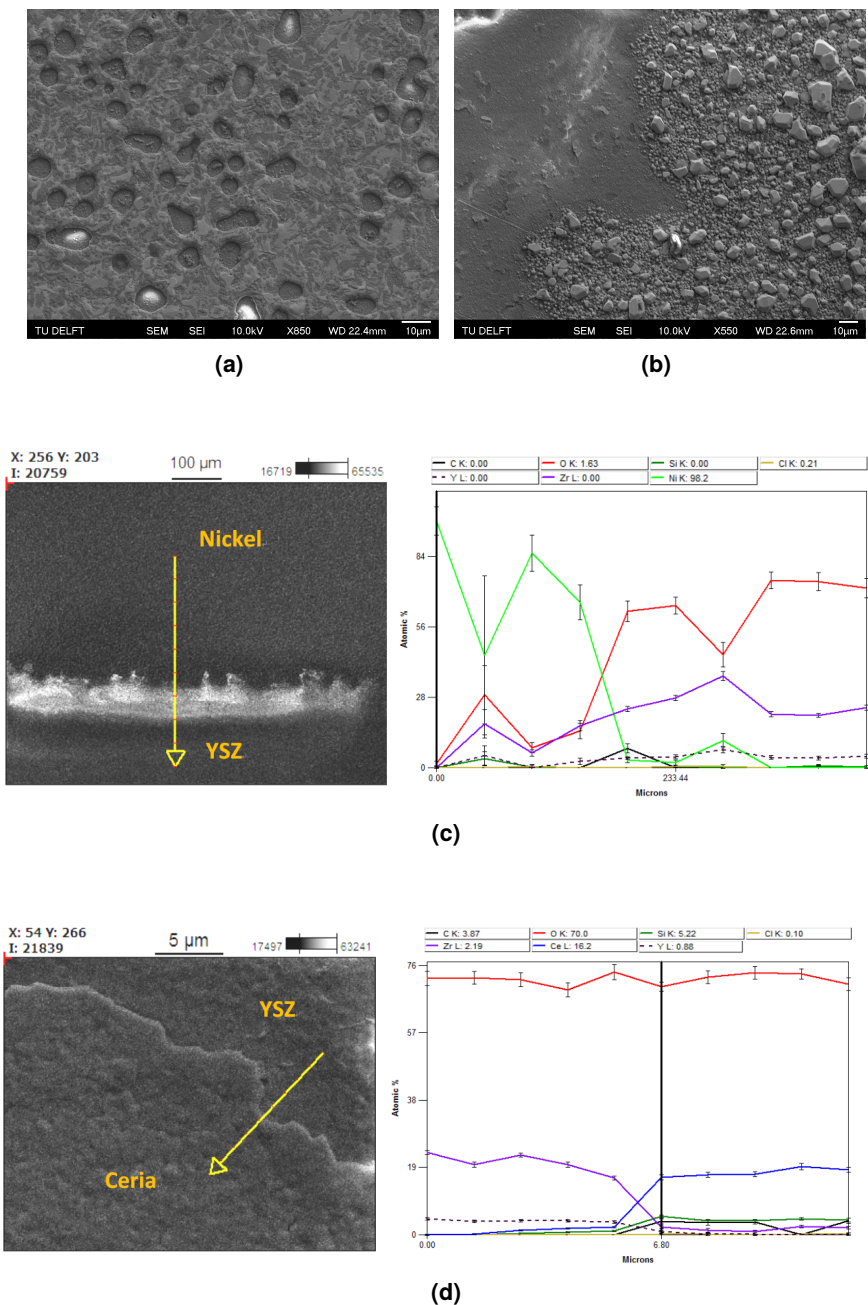 TU DELFT SEM SEI 10.0kV X850 WD 22.4mm 10µm
TU DELFT SEM SEI 10.0kV X550 WD 22.6mm 10µm
(a)
(b)
X: 256 Y: 203
I: 20759
100 µm
16719 65535
Nickel
YSZ
C K: 0.00 O K: 1.63 Si K: 0.00 Cl K: 0.21
Y L: 0.00 Zr L: 0.00 Ni K: 98.2
84
56
28
0
Atomic %
0.00 233.44
Microns
(c)
X: 54 Y: 266
I: 21839
5 µm
17497 63241
YSZ
Ceria
C K: 3.87 O K: 70.0 Si K: 5.22 Cl K: 0.10
Zr L: 2.19 Ce L: 16.2 Y L: 0.88
76
57
38
19
0
Atomic %
0.00 6.80
Microns
(d)